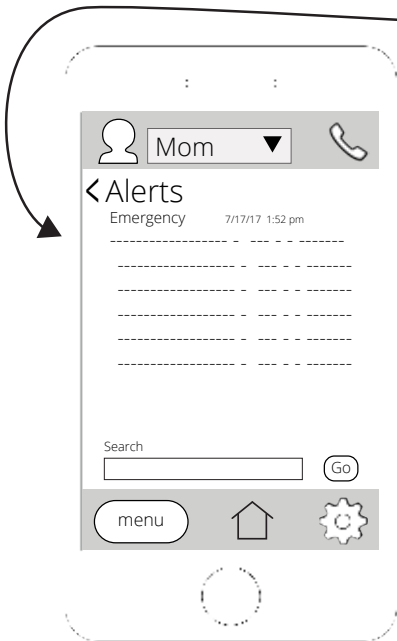 Mom
Alerts
Emergency 7/17/17 1:52 pm
Search
Go
menu